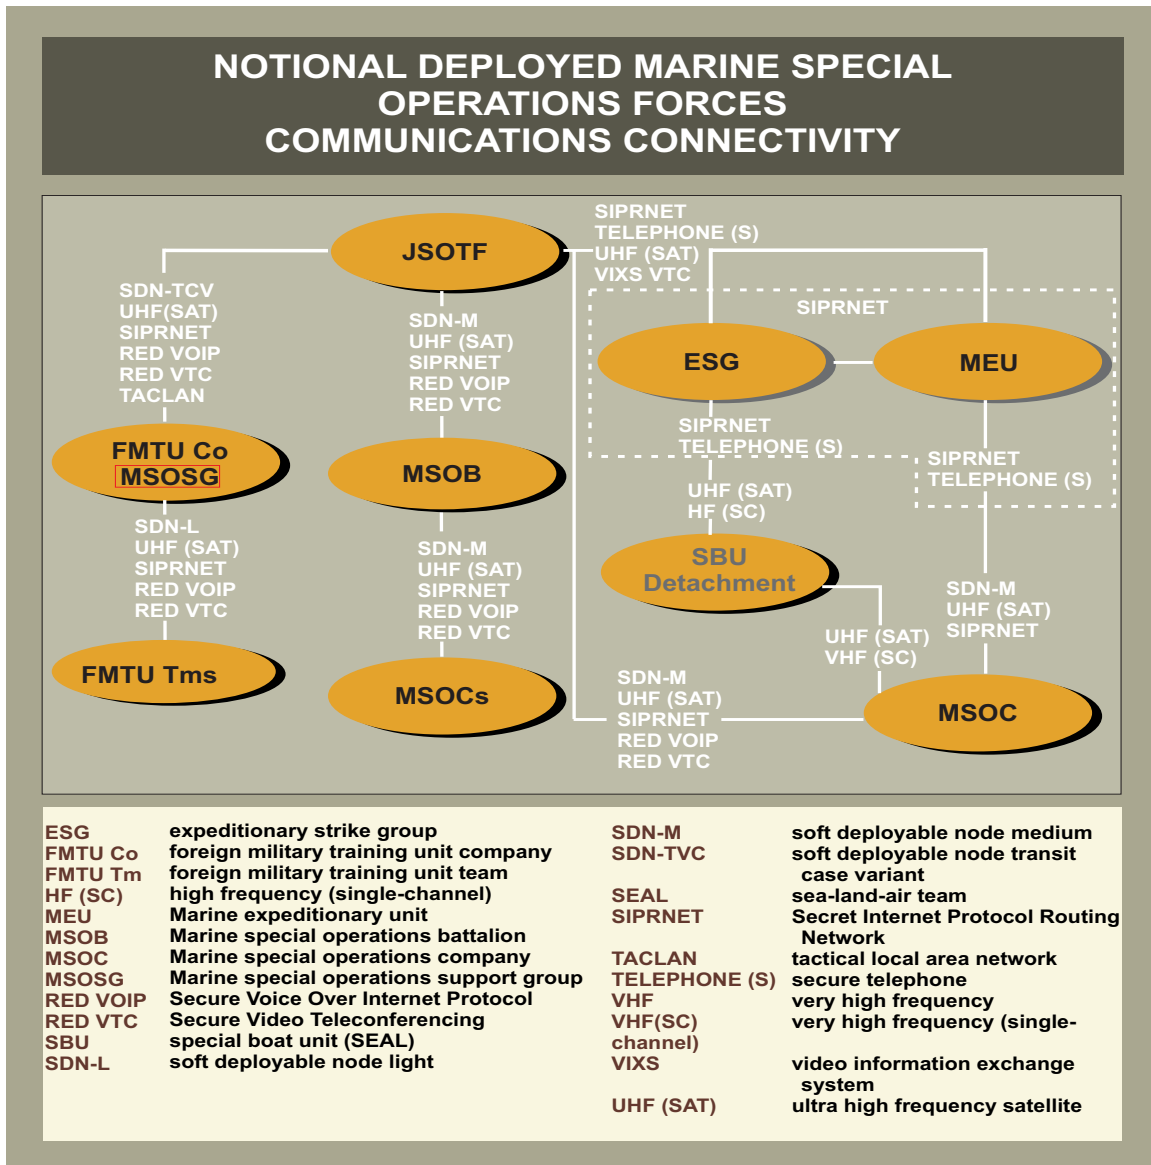 NOTIONAL DEPLOYED MARINE SPECIAL
OPERATIONS FORCES
COMMUNICATIONS CONNECTIVITY
JSOTF
SIPRNET
TELEPHONE (S)
UHF (SAT)
VIXS VTC
SDN-TCV
UHF(SAT)
SIPRNET
RED VOIP
RED VTC
TACLAN
SDN-M
UHF (SAT)
SIPRNET
RED VOIP
RED VTC
SIPRNET
ESG
MEU
FMTU Co
MSOSG
MSOB
SIPRNET
TELEPHONE (S)
SIPRNET
TELEPHONE (S)
UHF (SAT)
HF (SC)
SDN-L
UHF (SAT)
SIPRNET
RED VOIP
RED VTC
SDN-M
UHF (SAT)
SIPRNET
RED VOIP
RED VTC
SBU
Detachment
SDN-M
UHF (SAT)
SIPRNET
UHF (SAT)
VHF (SC)
FMTU Tms
MSOCs
SDN-M
UHF (SAT)
SIPRNET
RED VOIP
RED VTC
MSOC
ESG expeditionary strike group
FMTU Co foreign military training unit company
FMTU Tm foreign military training unit team
HF (SC) high frequency (single-channel)
MEU Marine expeditionary unit
MSOB Marine special operations battalion
MSOC Marine special operations company
MSOSG Marine special operations support group
RED VOIP Secure Voice Over Internet Protocol
RED VTC Secure Video Teleconferencing
SBU special boat unit (SEAL)
SDN-L soft deployable node light
SDN-M soft deployable node medium
SDN-TVC soft deployable node transit
case variant
SEAL sea-land-air team
SIPRNET Secret Internet Protocol Routing
Network
TACLAN tactical local area network
TELEPHONE (S) secure telephone
VHF very high frequency
VHF(SC) very high frequency (single-
channel)
VIXS video information exchange
system
UHF (SAT) ultra high frequency satellite